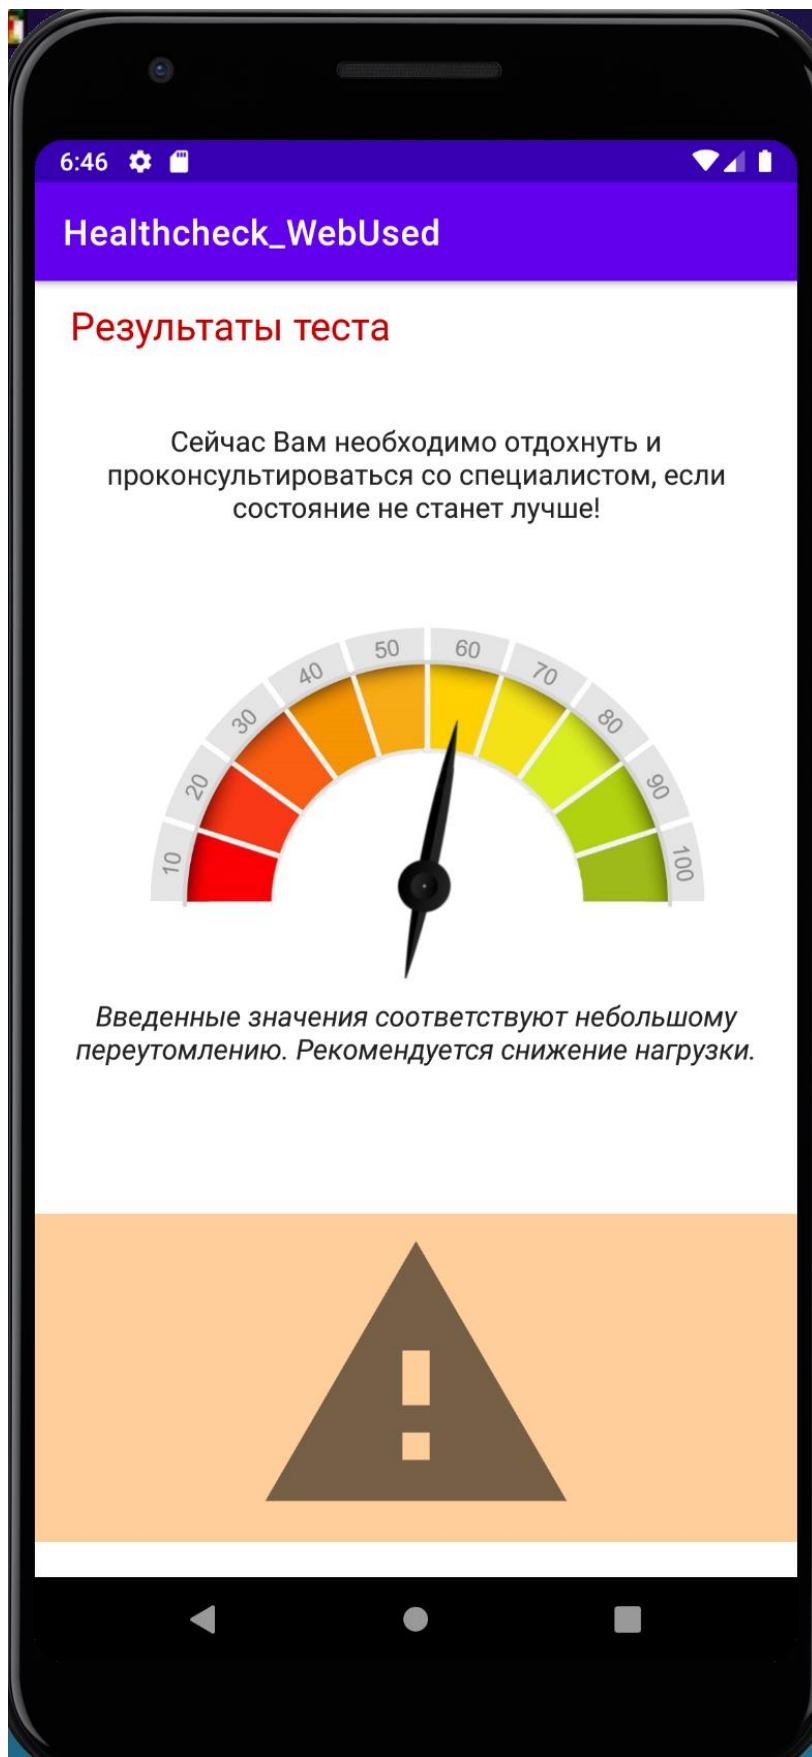 6:46
Healthcheck_WebUsed
Результаты теста
Сейчас Вам необходимо отдохнуть и
проконсультироваться со специалистом, если
состояние не станет лучше!
10
20
30
40
50
60
70
80
90
100
Введенные значения соответствуют небольшому
переутомлению. Рекомендуется снижение нагрузки.